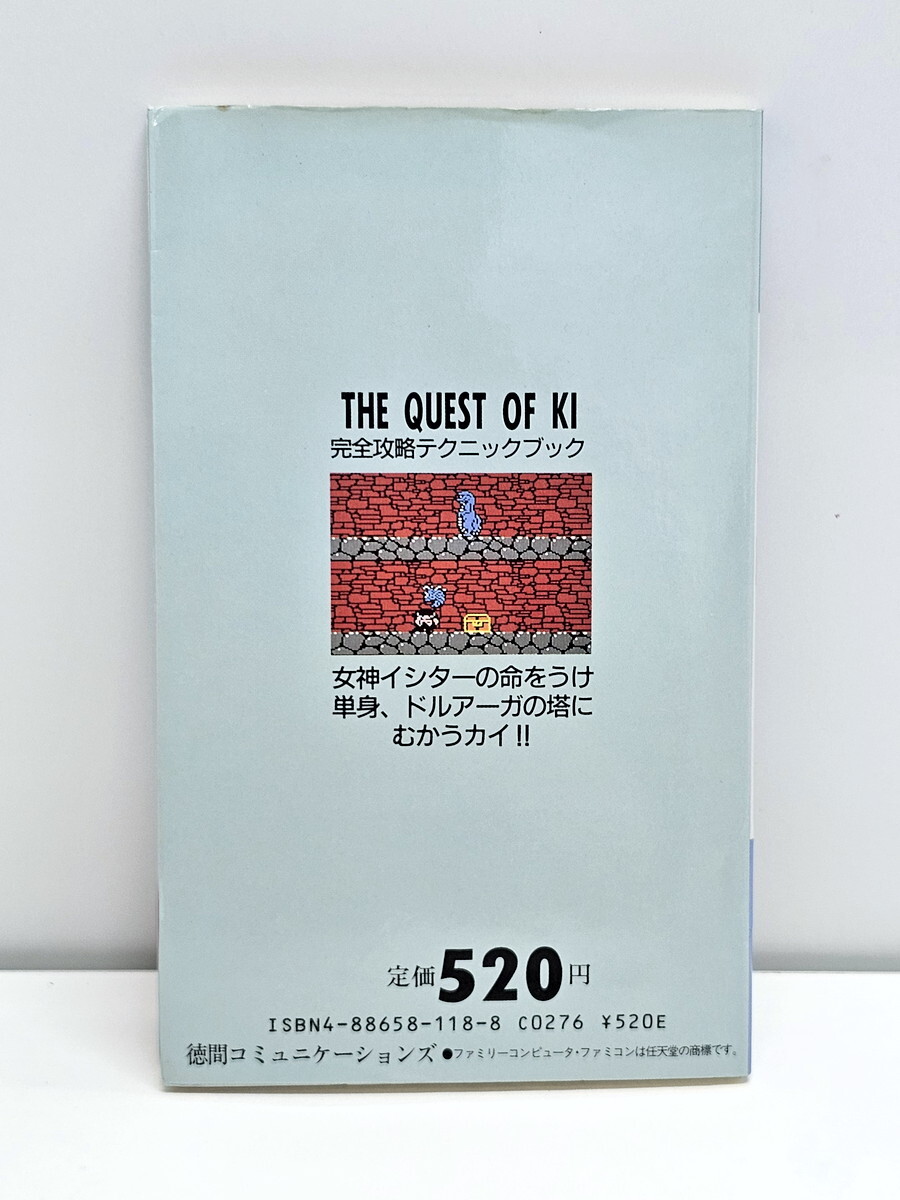 THE QUEST OF KI
完全攻略テクニックブック
女神イシターの命をうけ
単身、ドルアーガの塔に
むかうカイ!!
定価520円
ISBN4-88658-118-8 C0276 ¥520E
徳間コミュニケーションズ ●ファミリーコンピュータ・ファミコンは任天堂の商標です。